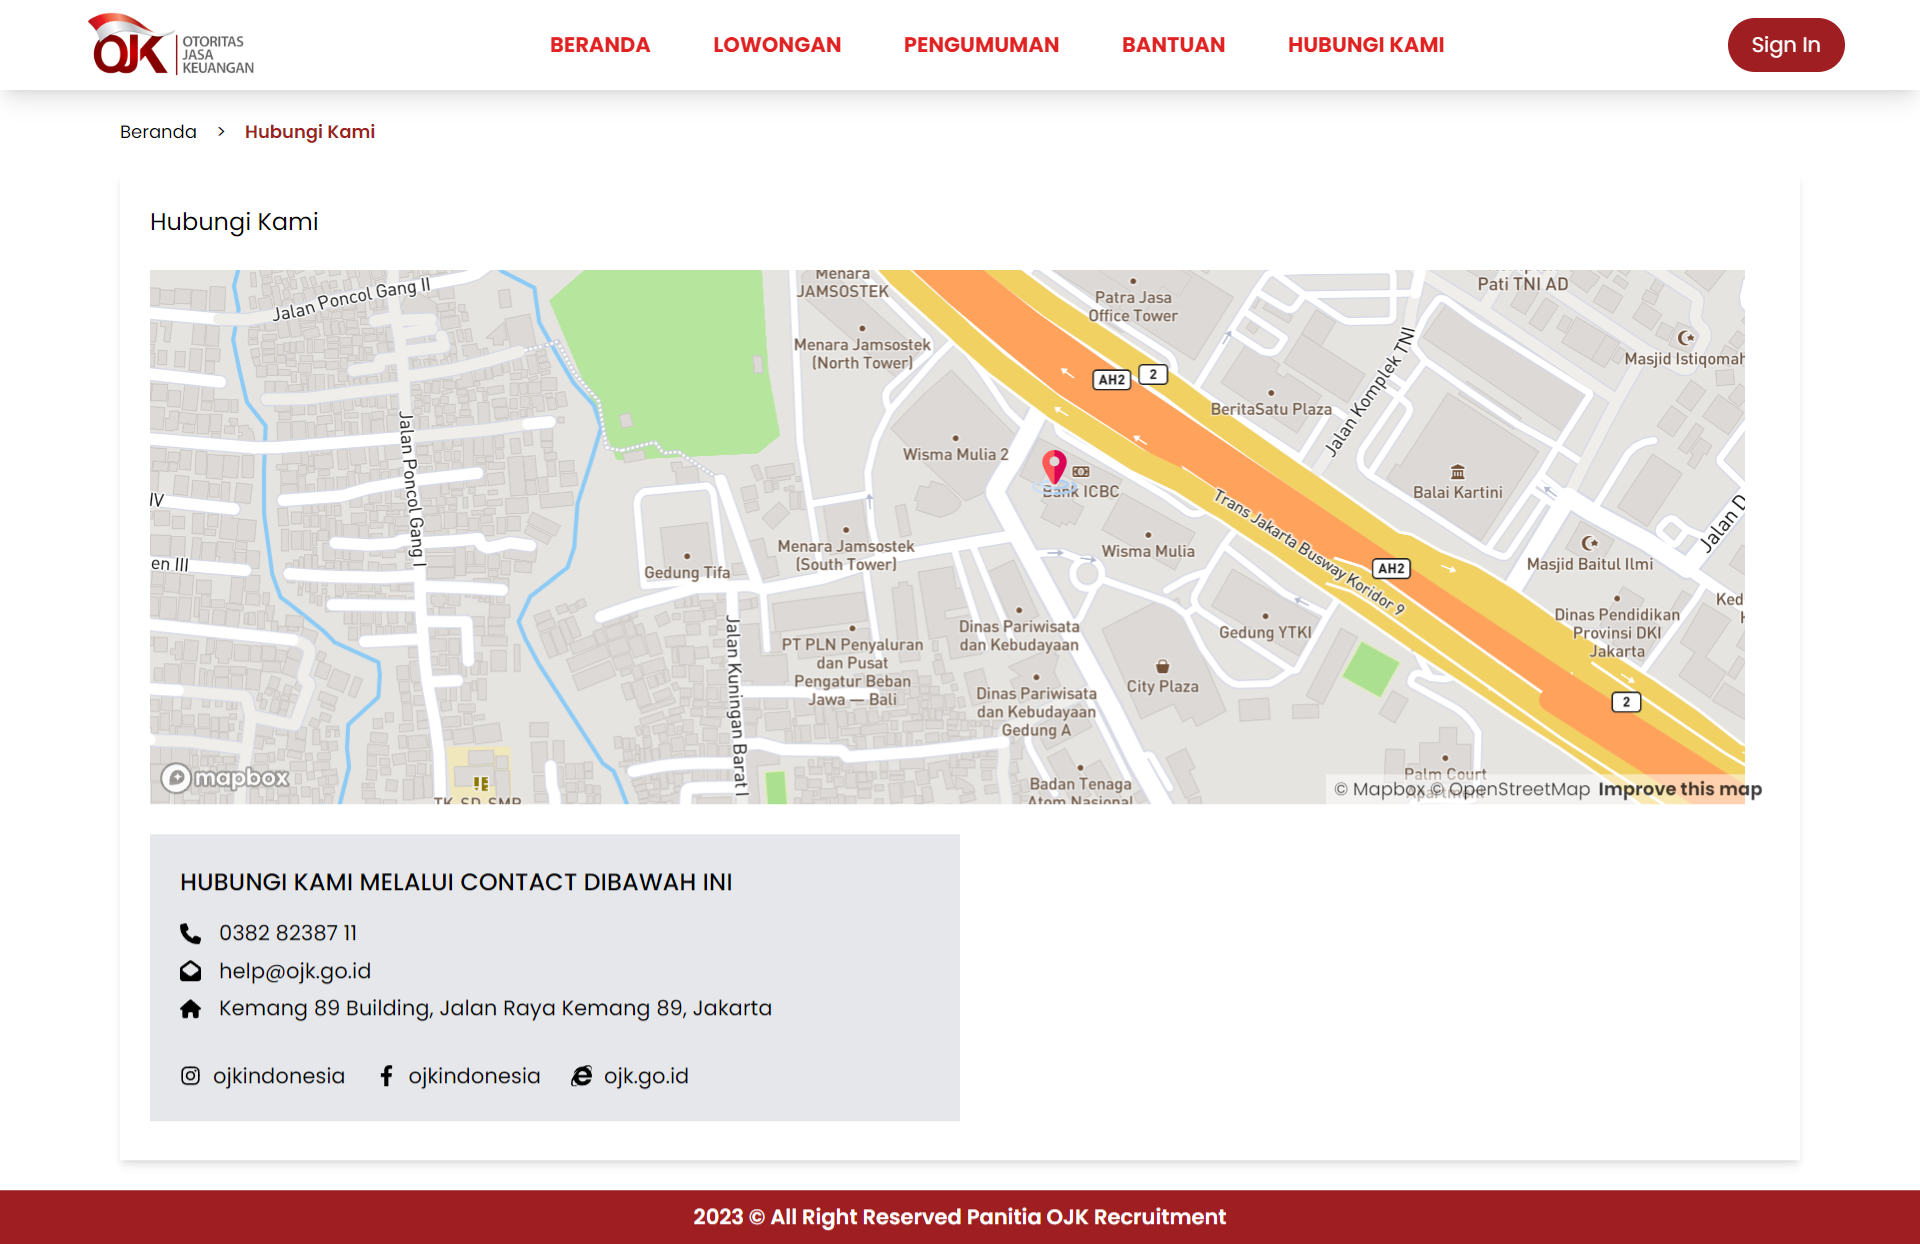 OJK
OTORITAS
JASA
KEUANGAN
BERANDA
LOWONGAN
PENGUMUMAN
BANTUAN
HUBUNGI KAMI
Sign In
Beranda > Hubungi Kami
Hubungi Kami
Jalan Poncol Gang II
Menara
JAMSOSTEK
Patra Jasa
Office Tower
Pati TNI AD
Menara Jamsostek
(North Tower)
Masjid Istiqomah
AH2
2
BeritaSatu Plaza
Jalan Komplek TNI
Jalan Poncol Gang I
Wisma Mulia 2
Bank ICBC
Balai Kartini
IV
Trans Jakarta Busway Koridor 9
Jalan D
Menara Jamsostek
(South Tower)
Wisma Mulia
en III
Gedung Tifa
AH2
Masjid Baitul Ilmi
Ked
Dinas Pendidikan
Provinsi DKI
Jakarta
Dinas Pariwisata
dan Kebudayaan
Gedung YTKI
Jalan Kuningan Barat I
PT PLN Penyaluran
dan Pusat
Pengatur Beban
Jawa — Bali
City Plaza
Dinas Pariwisata
dan Kebudayaan
Gedung A
2
mapbox
TK SD SMP
Badan Tenaga
Atom Nasional
Palm Court
Apartment
© Mapbox © OpenStreetMap Improve this map
HUBUNGI KAMI MELALUI CONTACT DIBAWAH INI
0382 82387 11
help@ojk.go.id
Kemang 89 Building, Jalan Raya Kemang 89, Jakarta
ojkindonesia
ojkindonesia
ojk.go.id
2023 © All Right Reserved Panitia OJK Recruitment